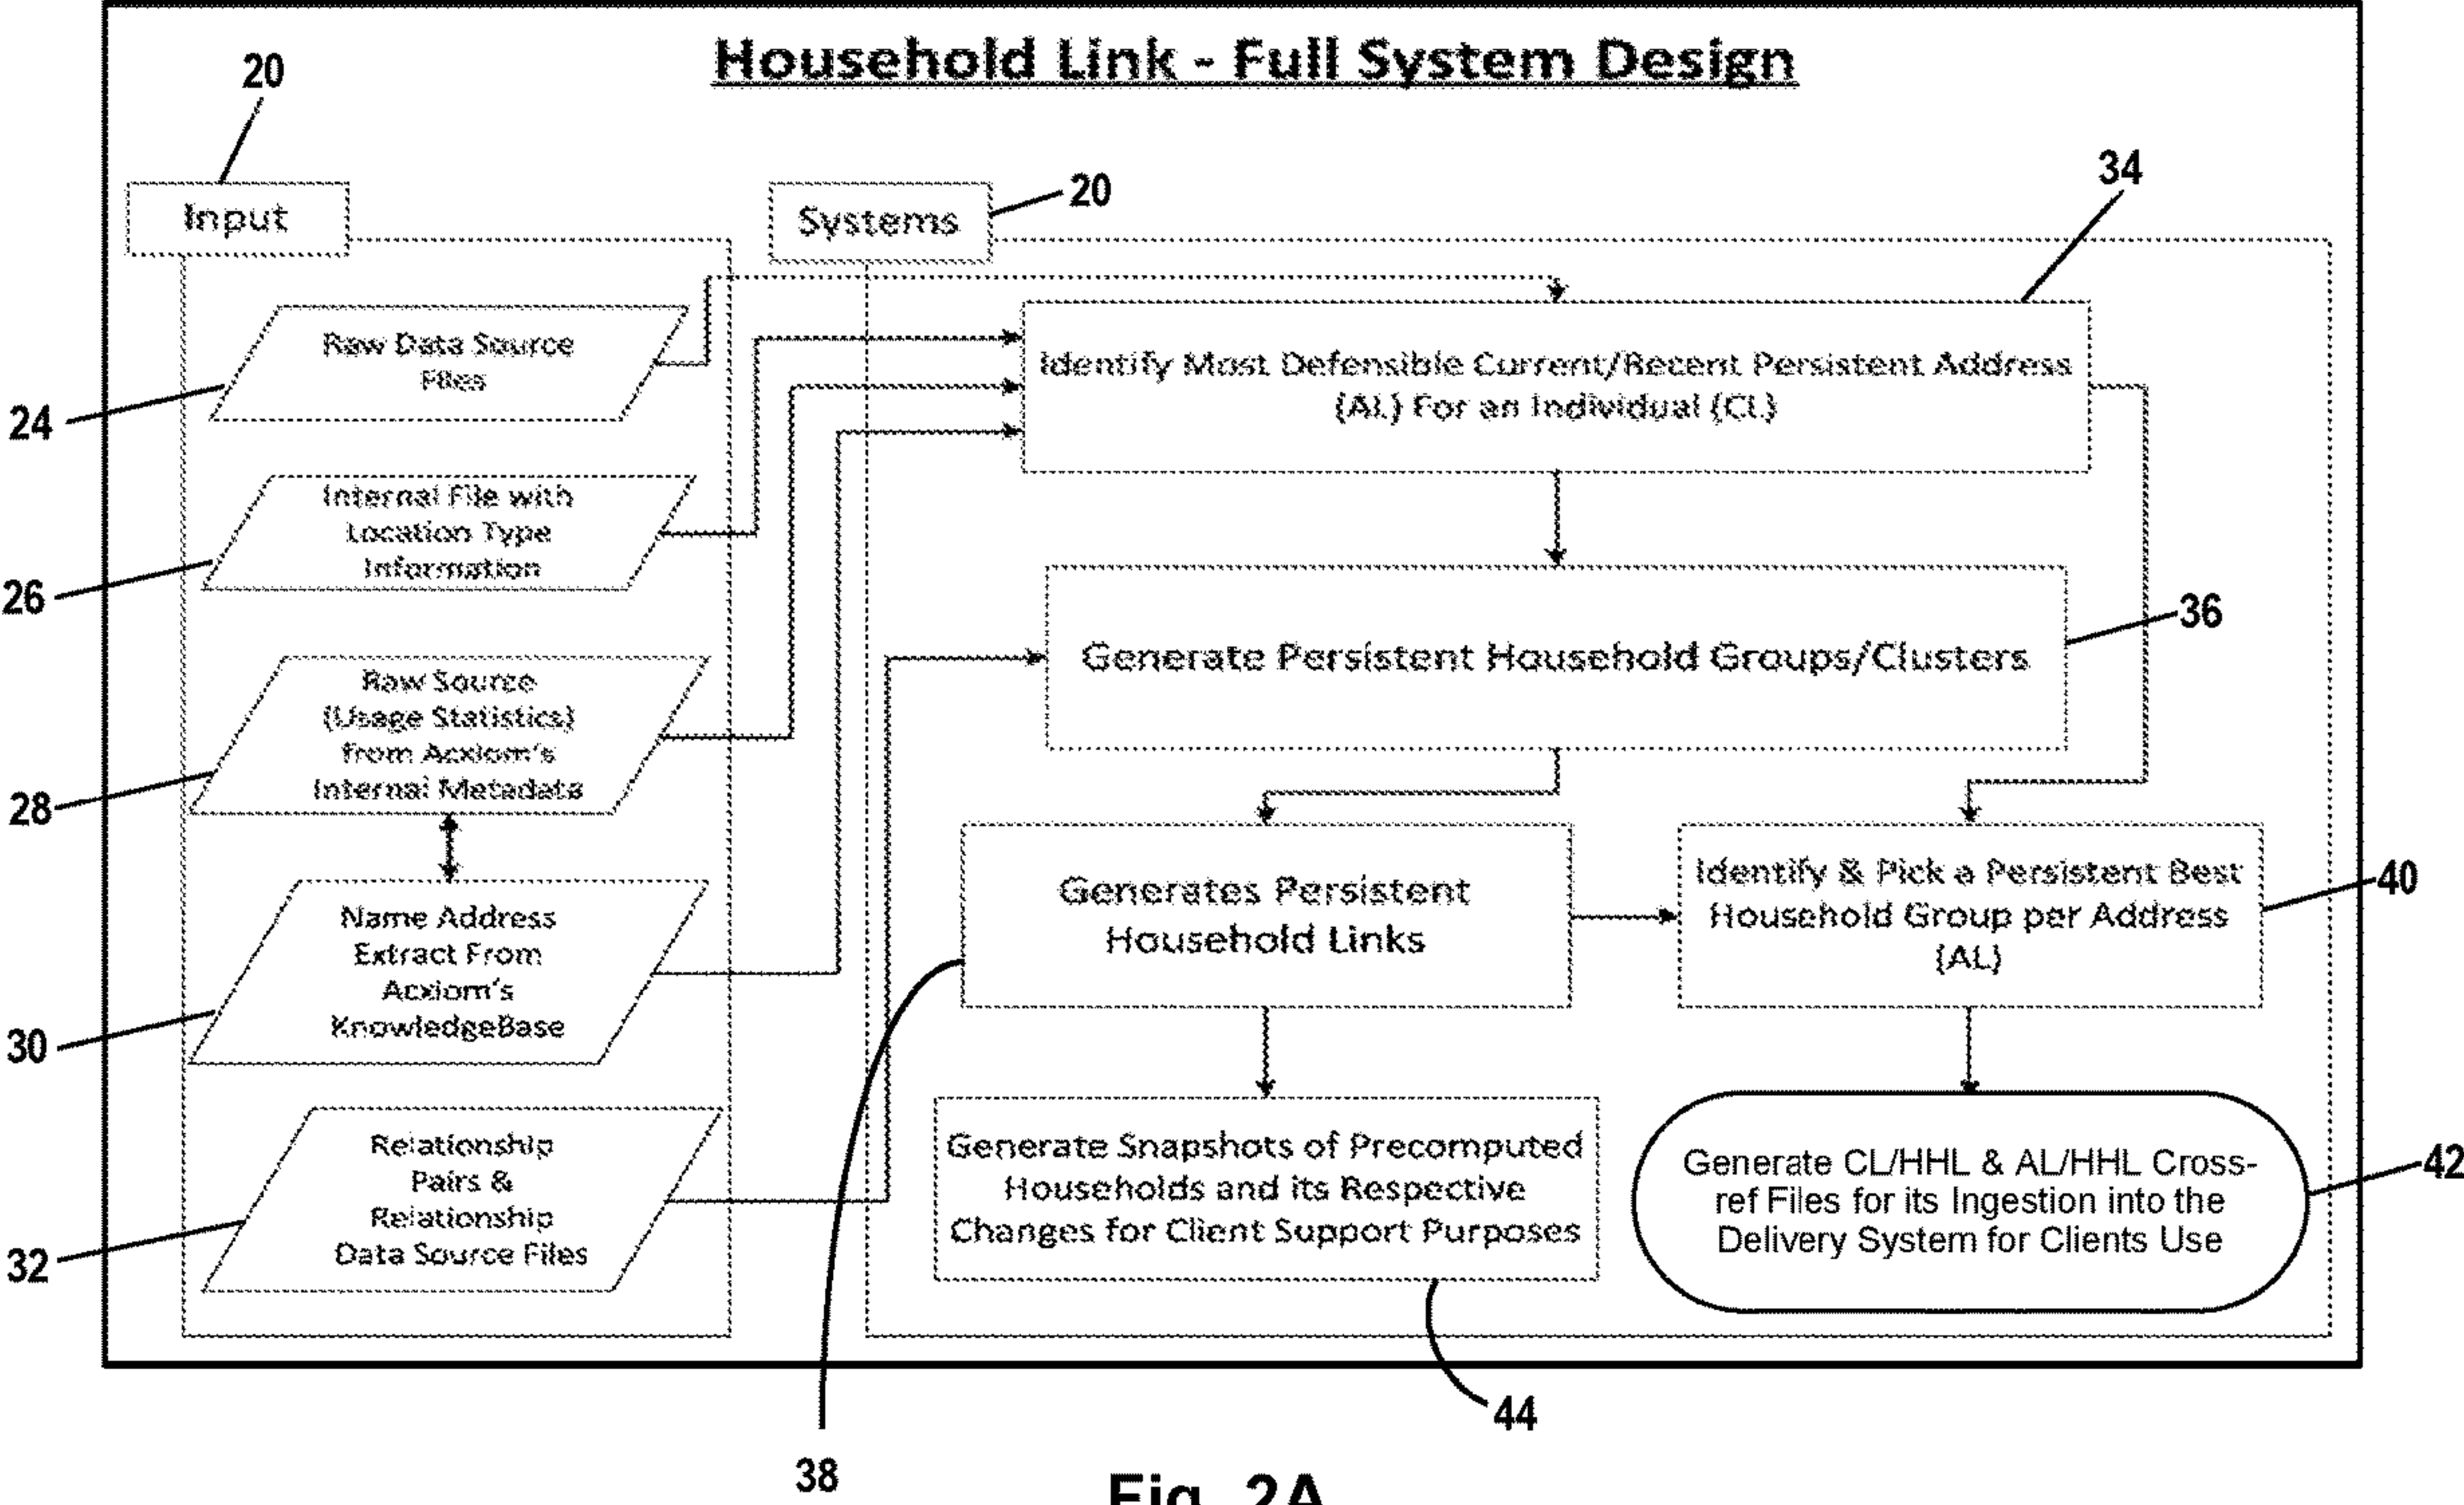 Household Link - Full System Design
20
Input
Systems
20
34
Raw Data Source
Files
24
Identify Most Defensible Current/Recent Persistent Address
(AL) For an Individual (CL)
Internal File with
Location Type
Information
26
Generate Persistent Household Groups/Clusters
36
Raw Source
(Usage Statistics)
from Acxiom's
Internal Metadata
28
Name Address
Extract From
Acxiom's
KnowledgeBase
30
Generates Persistent
Household Links
Identify & Pick a Persistent Best
Household Group per Address
(AL)
40
Relationship
Pairs &
Relationship
Data Source Files
32
Generate Snapshots of Precomputed
Households and its Respective
Changes for Client Support Purposes
Generate CL/HHL & AL/HHL Cross-
ref Files for its Ingestion into the
Delivery System for Clients Use
42
44
38
Fig. 2A